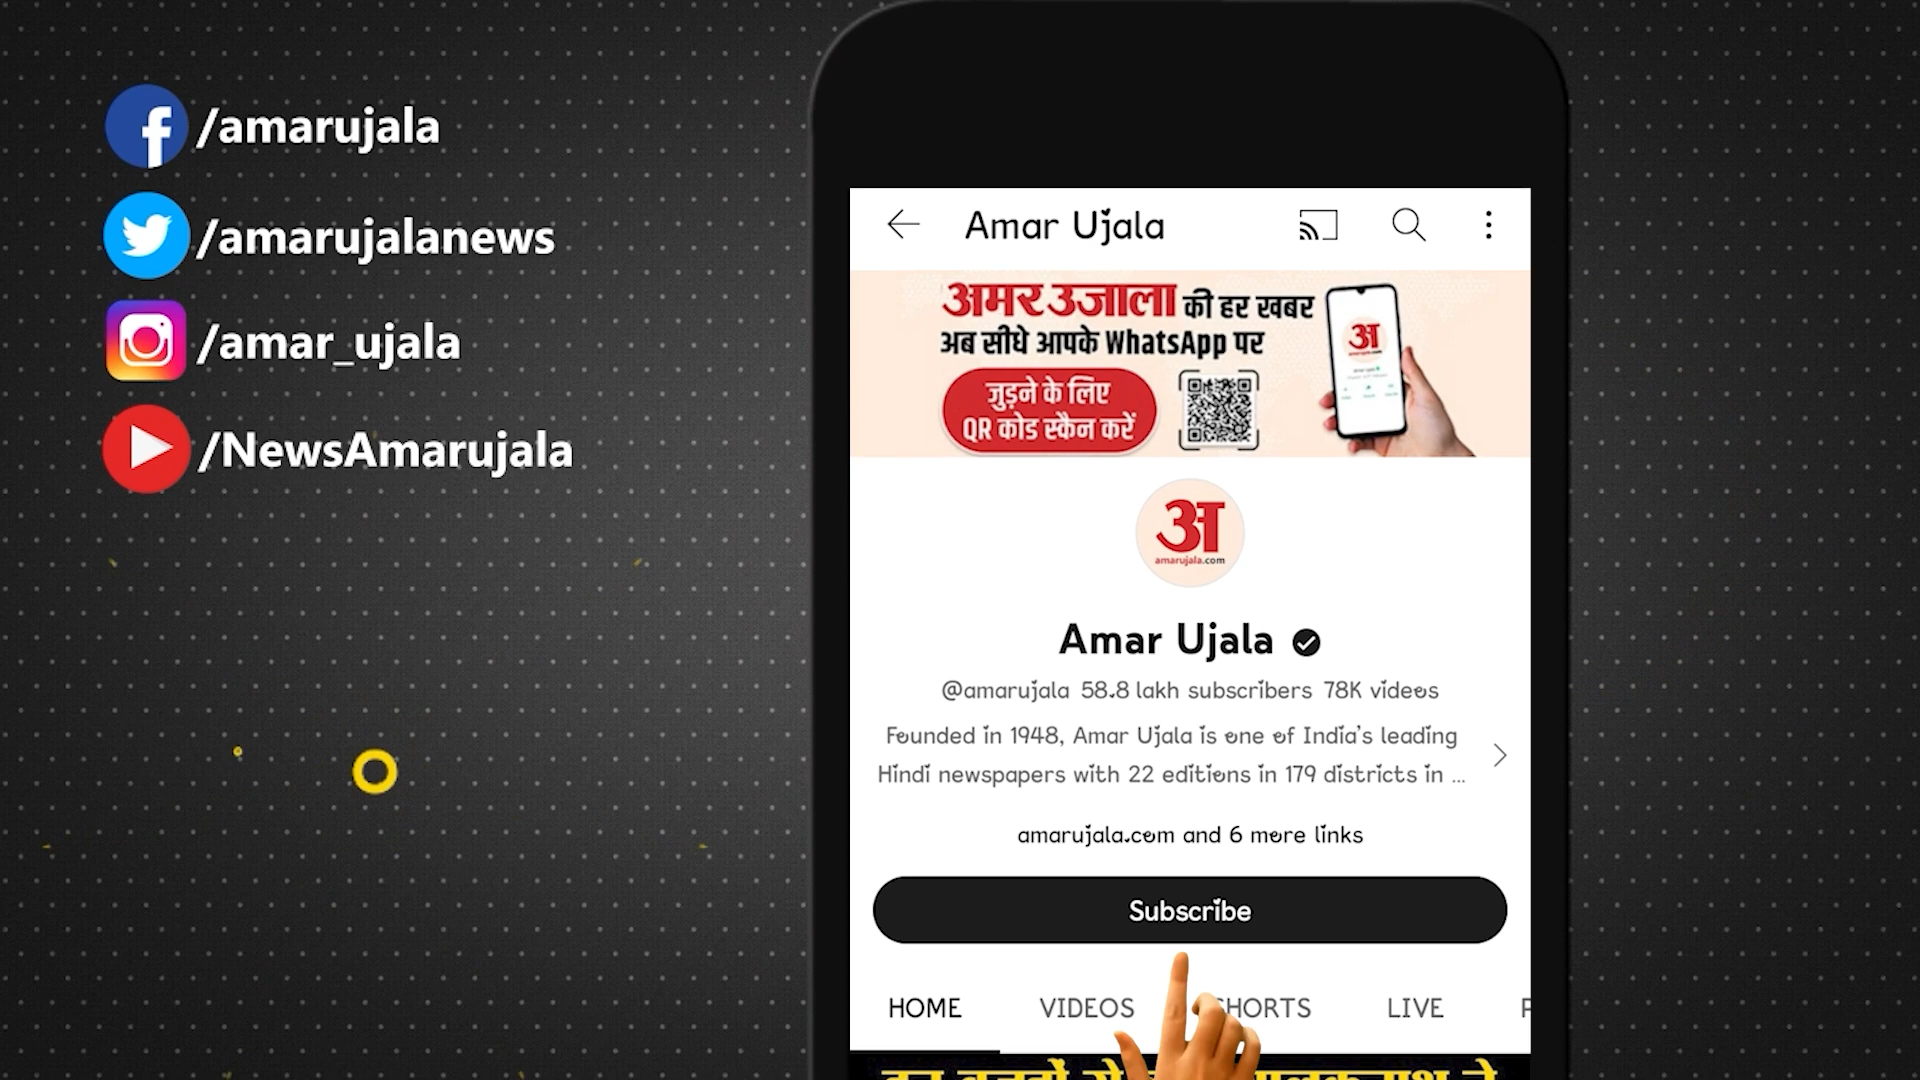 /amarujala
/amarujalanews
/amar_ujala
/NewsAmarujala
Amar Ujala
अमर उजाला की हर खबर
अब सीधे आपके WhatsApp पर
जुड़ने के लिए
QR कोड स्कैन करें
अ
amarujala.com
Amar Ujala
@amarujala 58.8 lakh subscribers 78K videos
Founded in 1948, Amar Ujala is one of India's leading
Hindi newspapers with 22 editions in 179 districts in ...
amarujala.com and 6 more links
Subscribe
HOME VIDEOS SHORTS LIVE